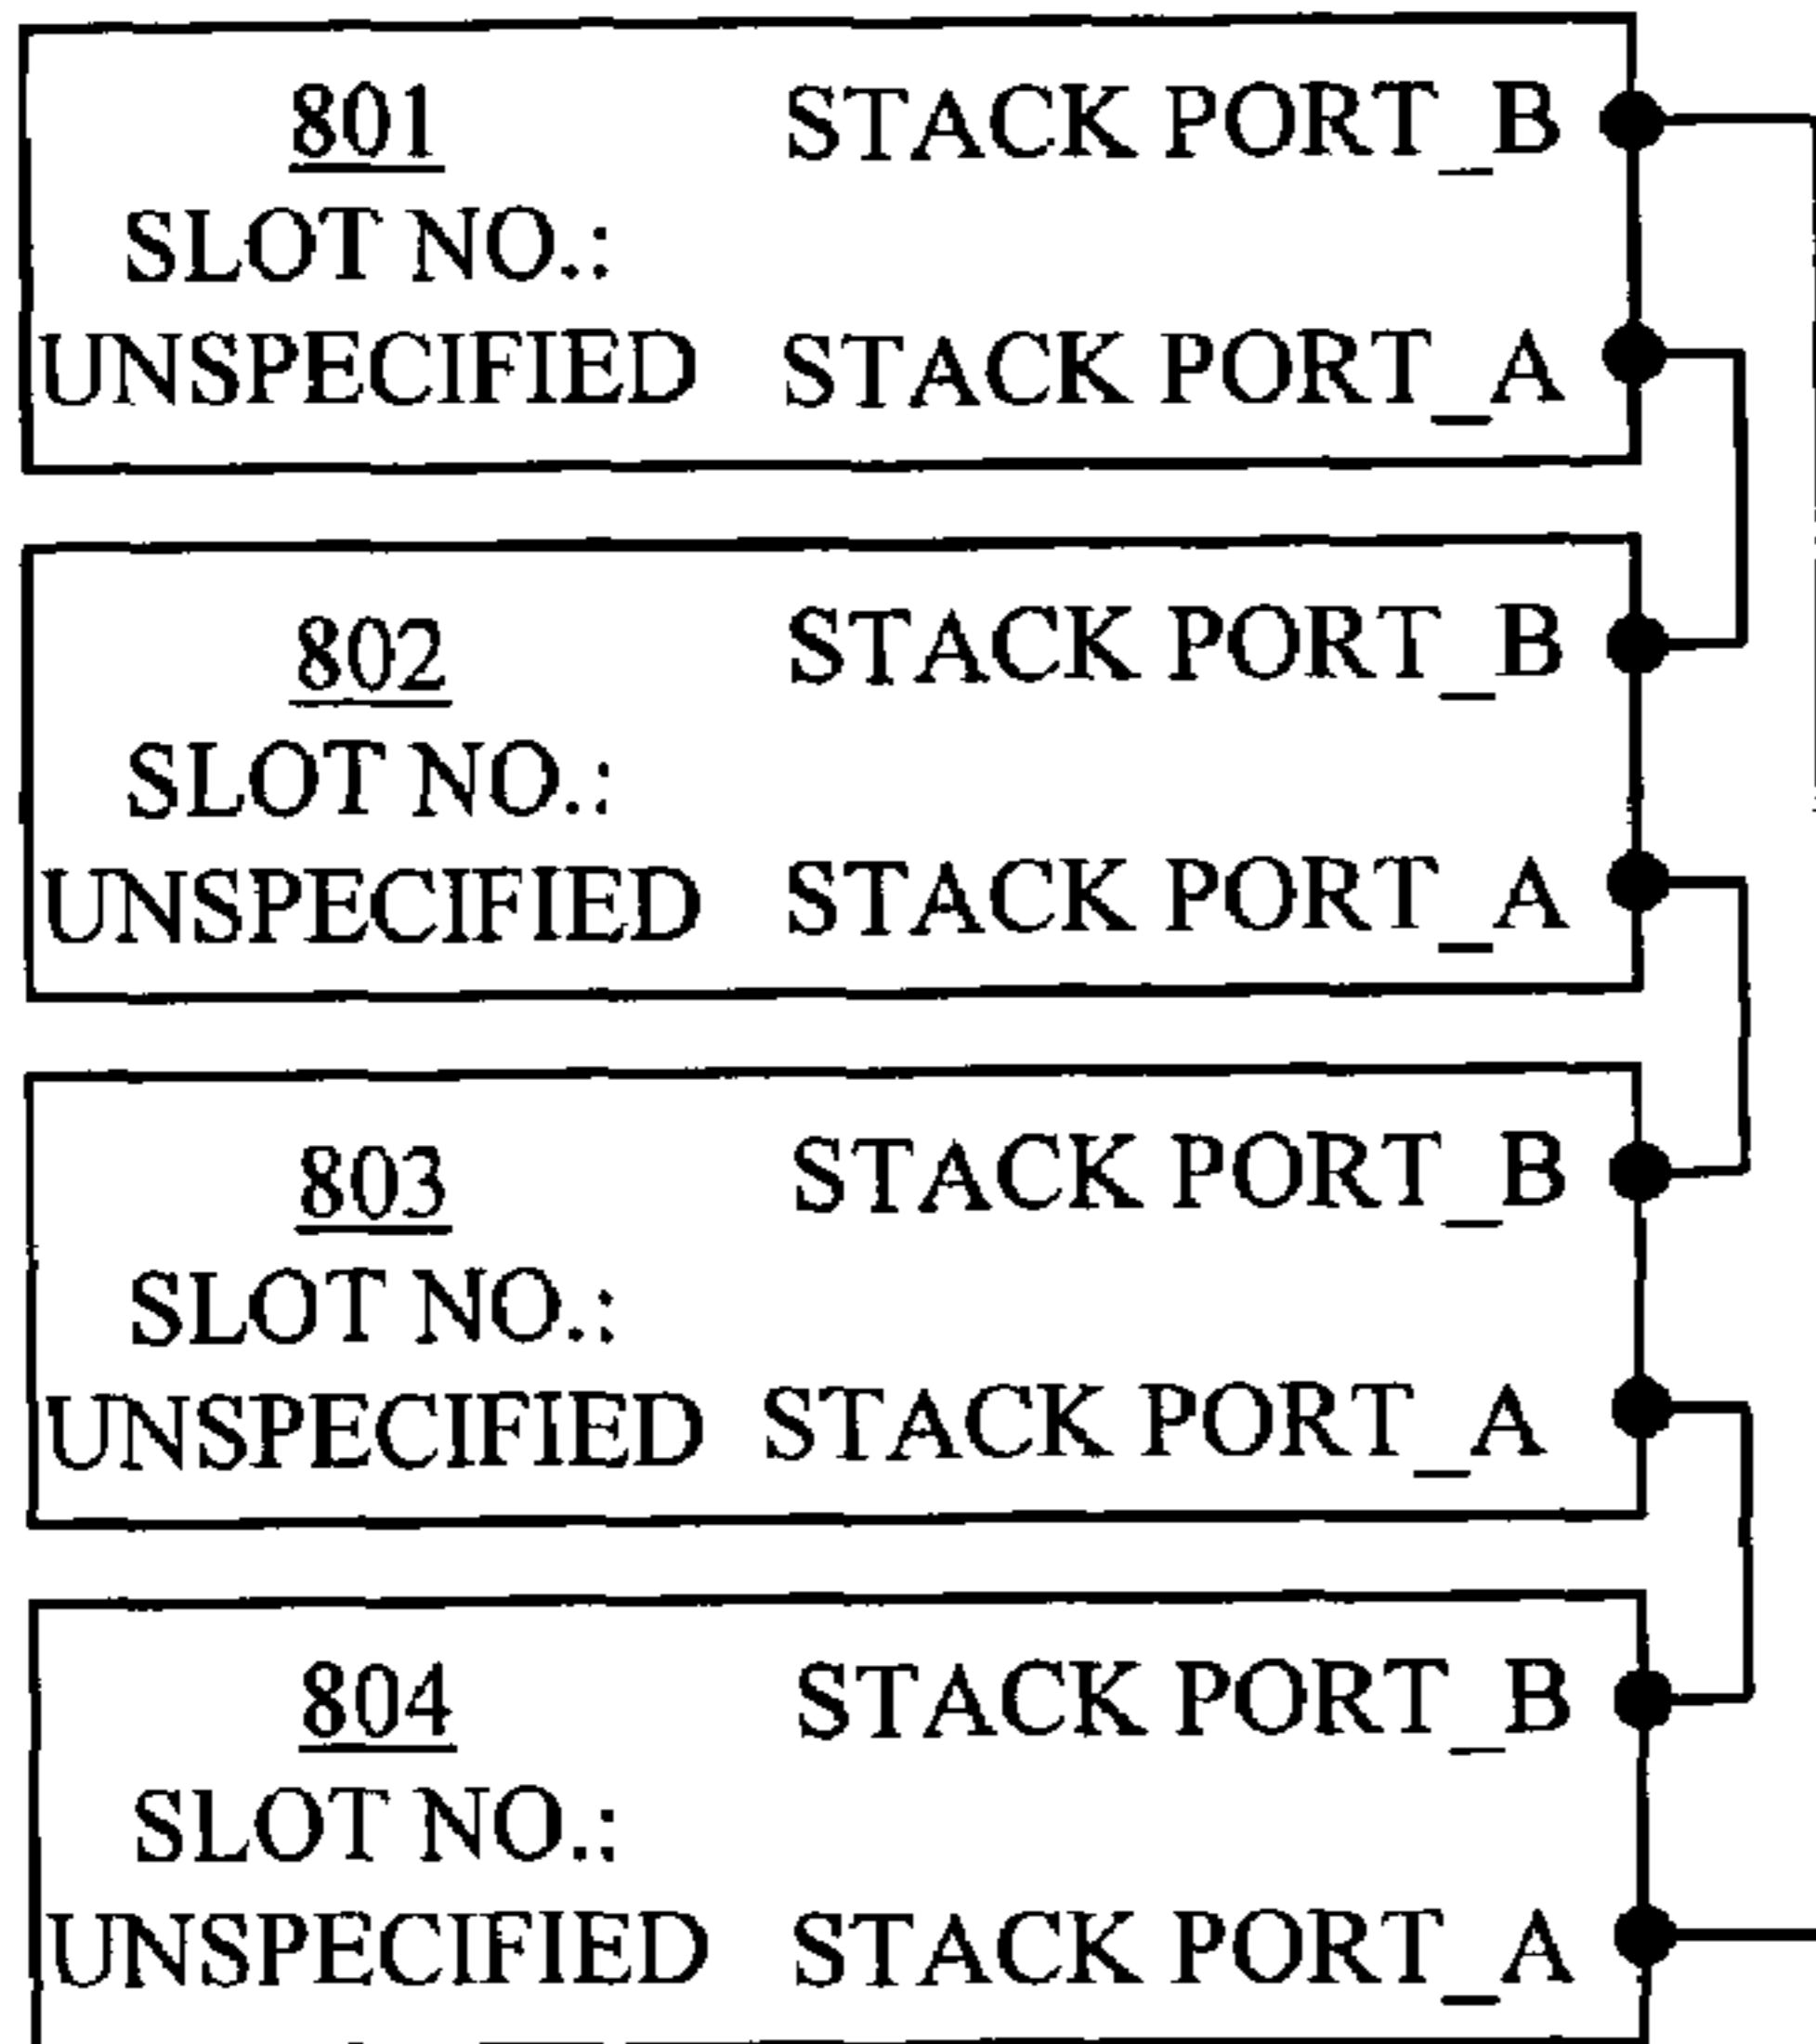 801 STACK PORT_B
SLOT NO.:
UNSPECIFIED STACK PORT_A
802 STACK PORT_B
SLOT NO.:
UNSPECIFIED STACK PORT_A
803 STACK PORT_B
SLOT NO.:
UNSPECIFIED STACK PORT_A
804 STACK PORT_B
SLOT NO.:
UNSPECIFIED STACK PORT_A